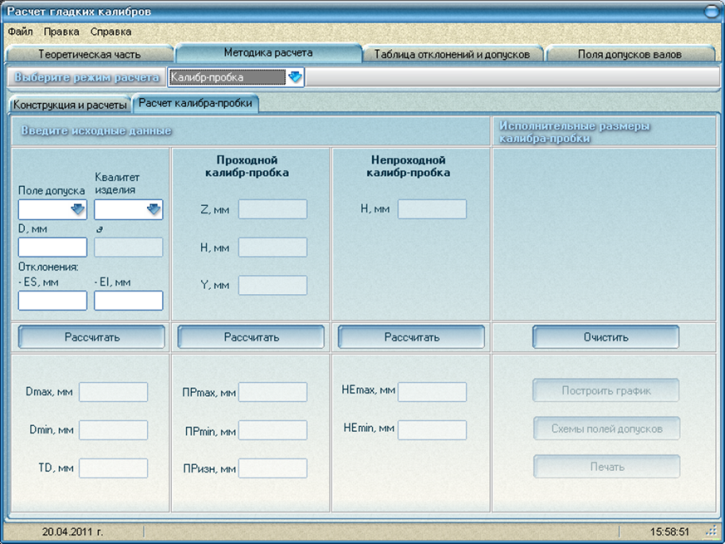 Расчет гладких калибров
Файл Правка Справка
Теоретическая часть Методика расчета Таблица отклонений и допусков Поля допусков валов
Выберите режим расчета Калибр-пробка
Конструкция и расчеты Расчет калибра-пробки
Введите исходные данные
Исполнительные размеры
калибра-пробки
Проходной
калибр-пробка
Непроходной
калибр-пробка
Поле допуска
Квалитет
изделия
Z, мм
H, мм
D, мм
H, мм
Отклонения:
- ES, мм - EI, мм
Y, мм
Рассчитать Рассчитать Рассчитать Очистить
Dmax, мм ПРmax, мм НЕmax, мм Построить график
Dmin, мм ПРmin, мм НЕmin, мм Схемы полей допусков
TD, мм ПРизн, мм Печать
20.04.2011 г. 15:58:51